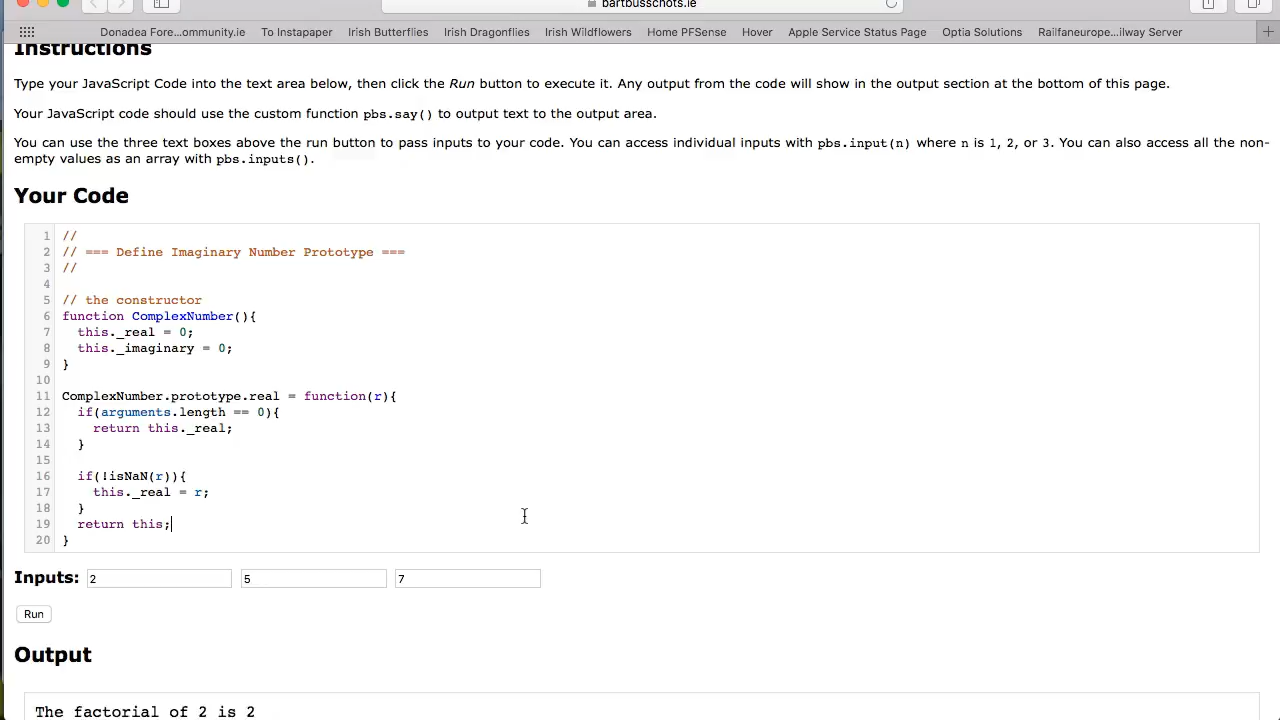 bartbusschots.ie
Donadea Fore...ommunity.ie To Instapaper Irish Butterflies Irish Dragonflies Irish Wildflowers Home PFSense Hover Apple Service Status Page Optia Solutions Railfaneurope...ilway Server
Instructions
Type your JavaScript Code into the text area below, then click the Run button to execute it. Any output from the code will show in the output section at the bottom of this page.
Your JavaScript code should use the custom function pbs.say() to output text to the output area.
You can use the three text boxes above the run button to pass inputs to your code. You can access individual inputs with pbs.input(n) where n is 1, 2, or 3. You can also access all the non-
empty values as an array with pbs.inputs().
Your Code
1 //
2 // === Define Imaginary Number Prototype ===
3 //
4
5 // the constructor
6 function ComplexNumber(){
7 this._real = 0;
8 this._imaginary = 0;
9 }
10
11 ComplexNumber.prototype.real = function(r){
12 if(arguments.length == 0){
13 return this._real;
14 }
15
16 if(!isNaN(r)){
17 this._real = r;
18 }
19 return this;
20 }
Inputs: 2 5 7
Run
Output
The factorial of 2 is 2